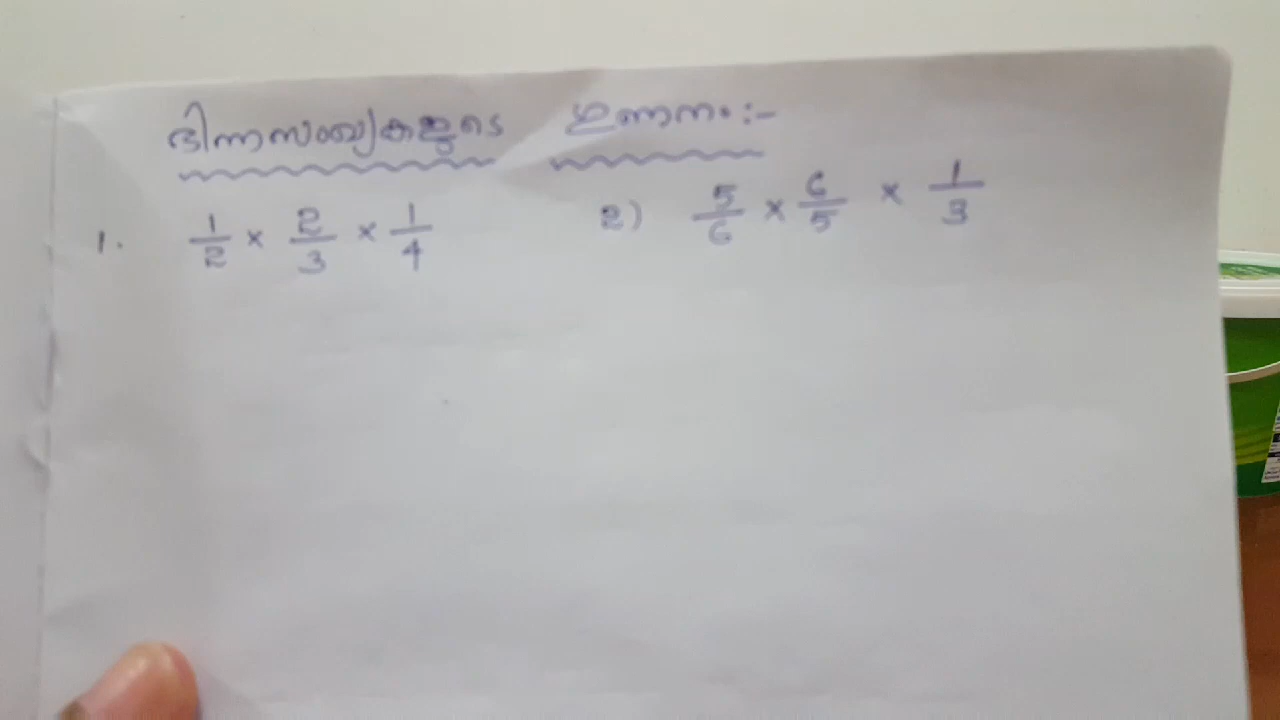 ഭിന്നസംഖ്യകളുടെ ഗുണനം :-
1. 1/2 × 2/3 × 1/4 2) 5/6 × 6/5 × 1/3